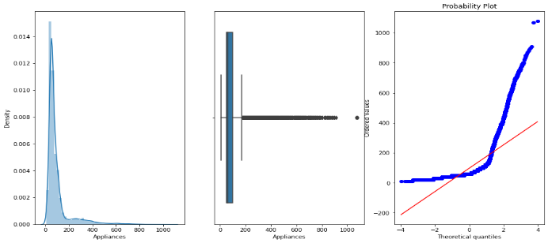 Probability Plot
Density
0.014
0.012
0.010
0.008
0.006
0.004
0.002
0.000
0 200 400 600 800 1000
Appliances
0 200 400 600 800 1000
Appliances
Ordered Values
1000
800
600
400
200
0
−200
−4 −2 0 2 4
Theoretical quantiles